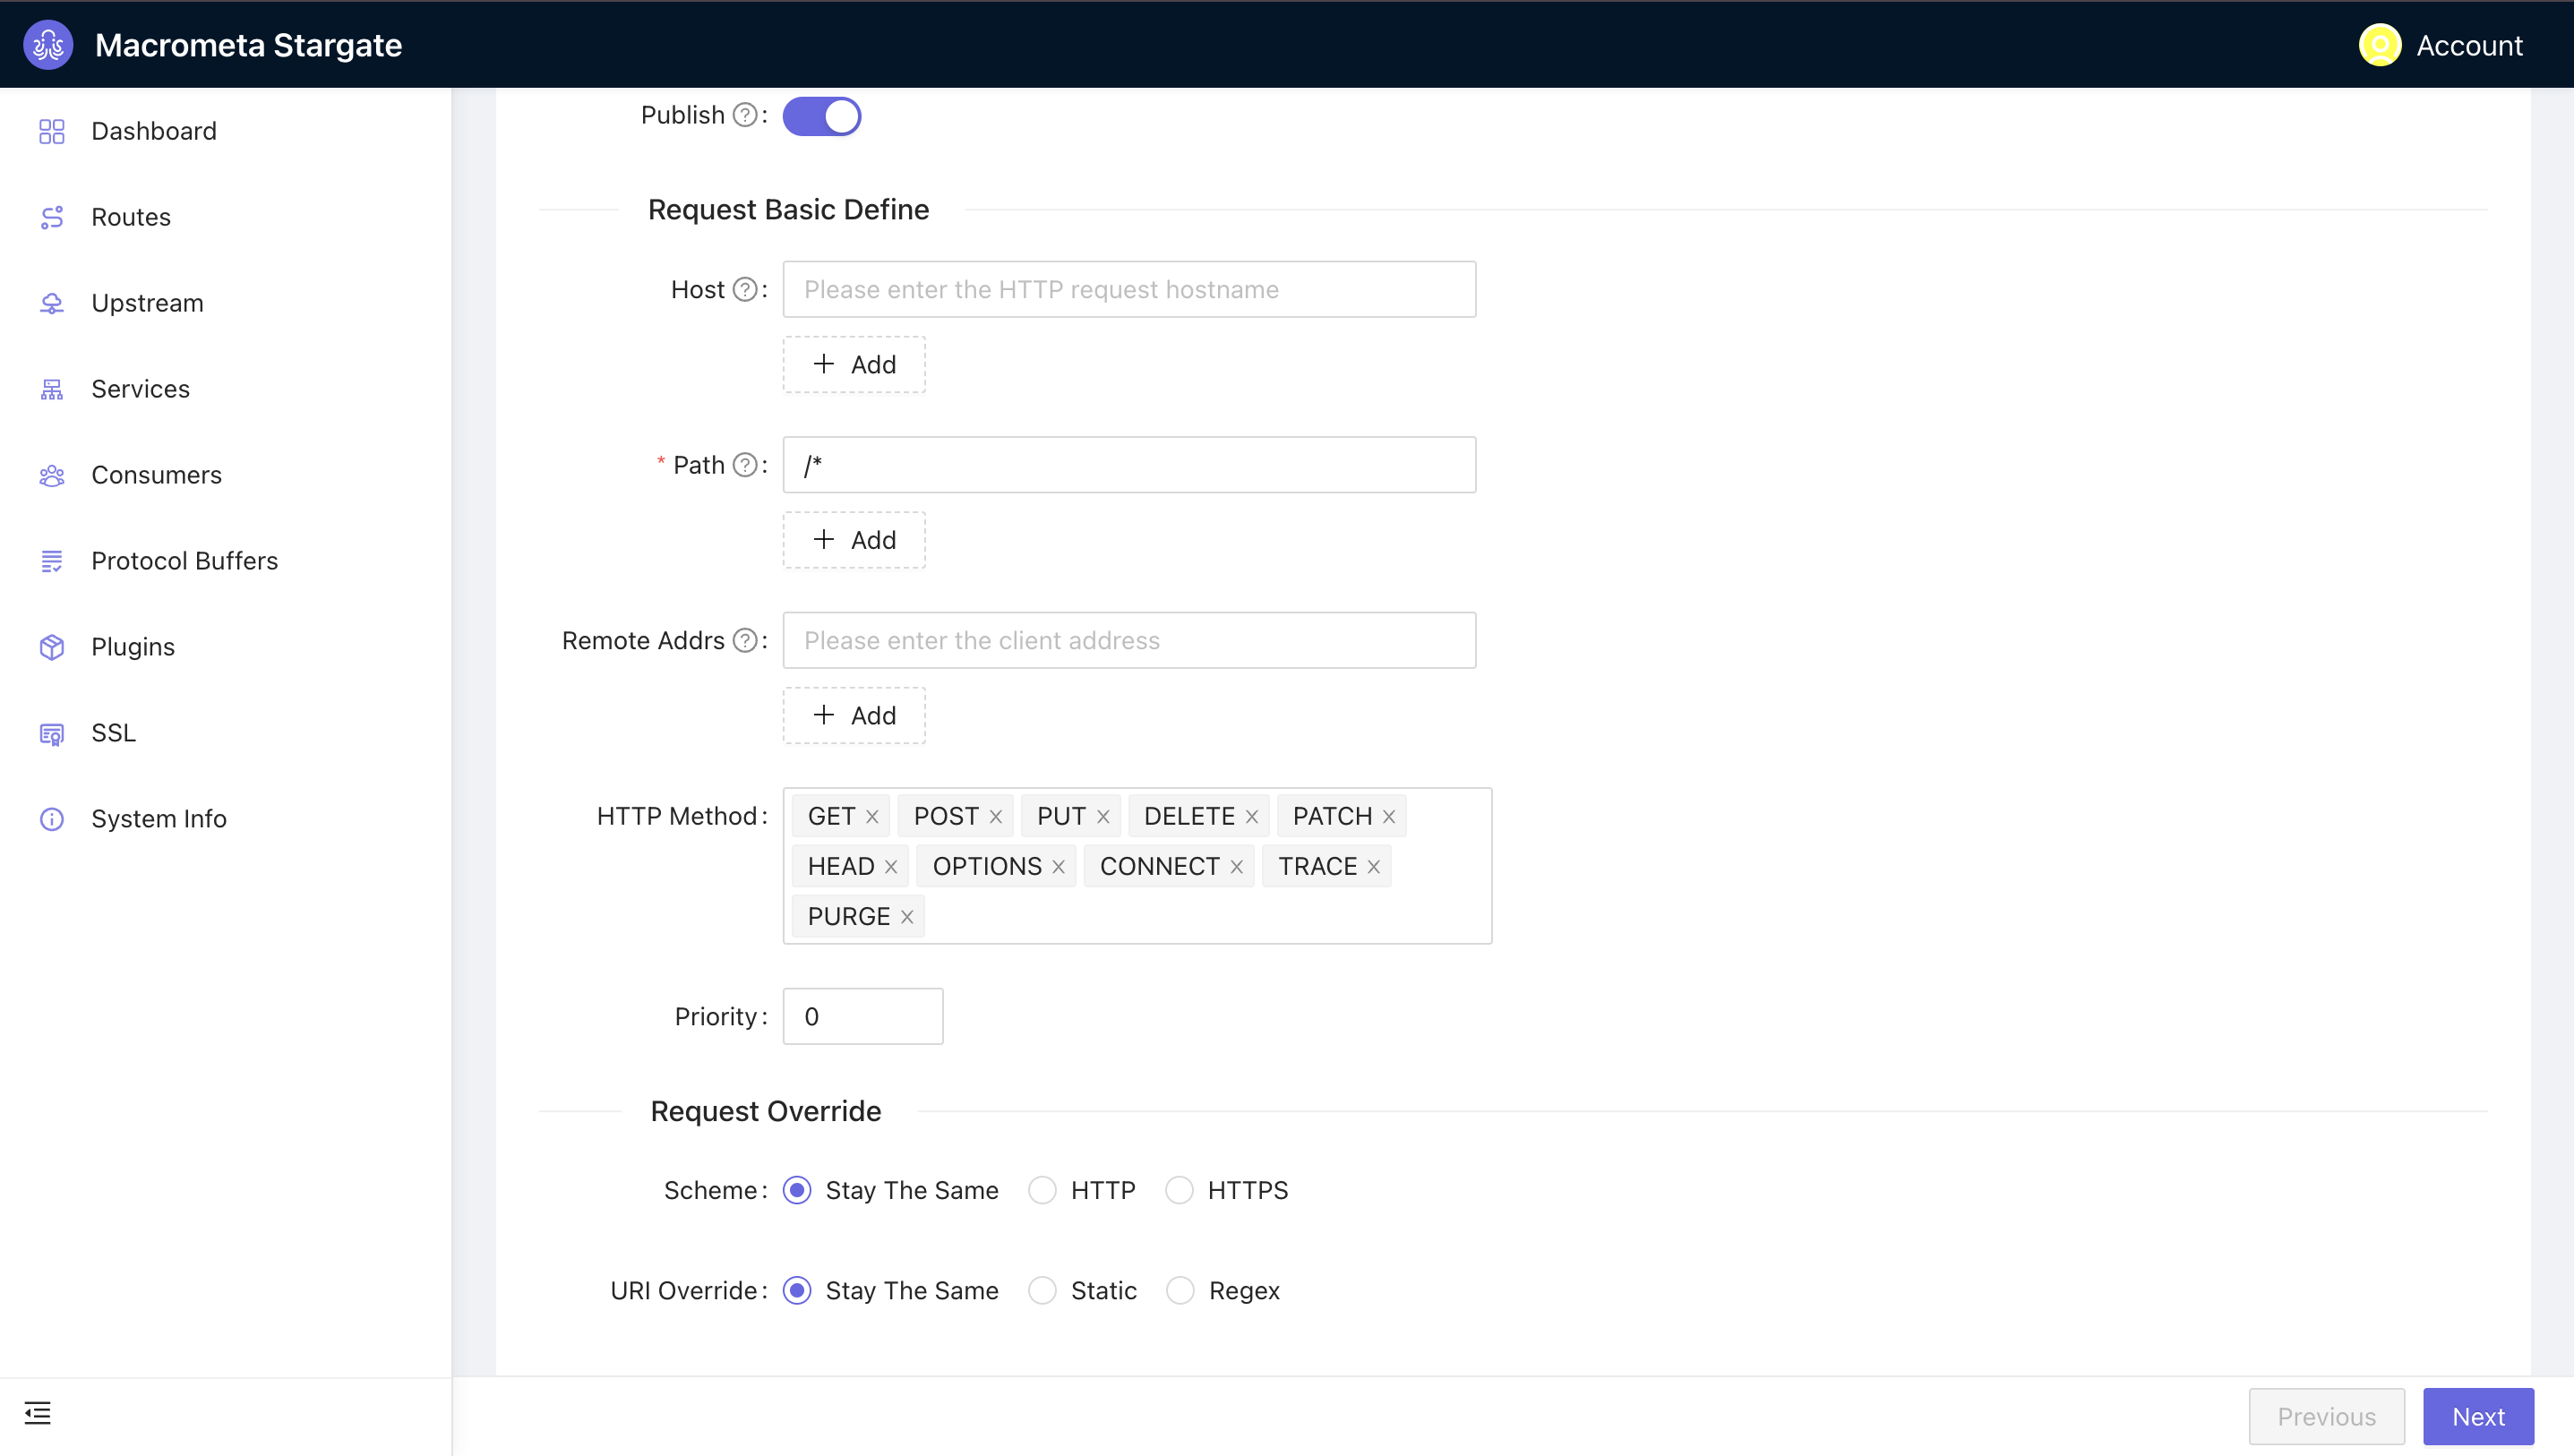 Macrometa Stargate
Account
Dashboard
Routes
Upstream
Services
Consumers
Protocol Buffers
Plugins
SSL
System Info
Publish ? :
Request Basic Define
Host ? : Please enter the HTTP request hostname
+ Add
* Path ? : /*
+ Add
Remote Addrs ? : Please enter the client address
+ Add
HTTP Method : GET × POST × PUT × DELETE × PATCH ×
HEAD × OPTIONS × CONNECT × TRACE ×
PURGE ×
Priority : 0
Request Override
Scheme : Stay The Same HTTP HTTPS
URI Override : Stay The Same Static Regex
Previous Next